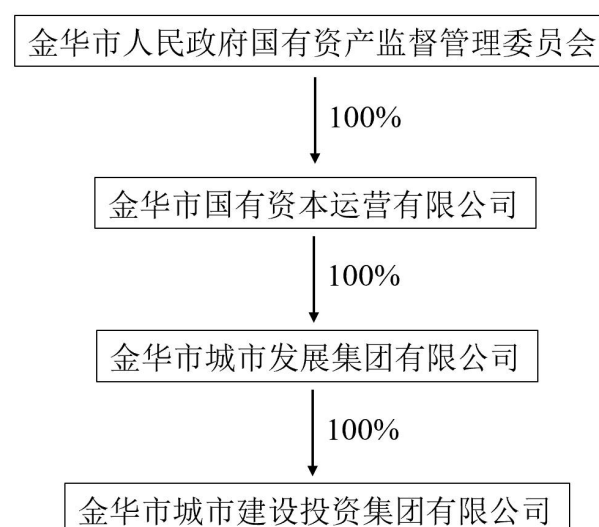 金华市人民政府国有资产监督管理委员会
100%
金华市国有资本运营有限公司
100%
金华市城市发展集团有限公司
100%
金华市城市建设投资集团有限公司